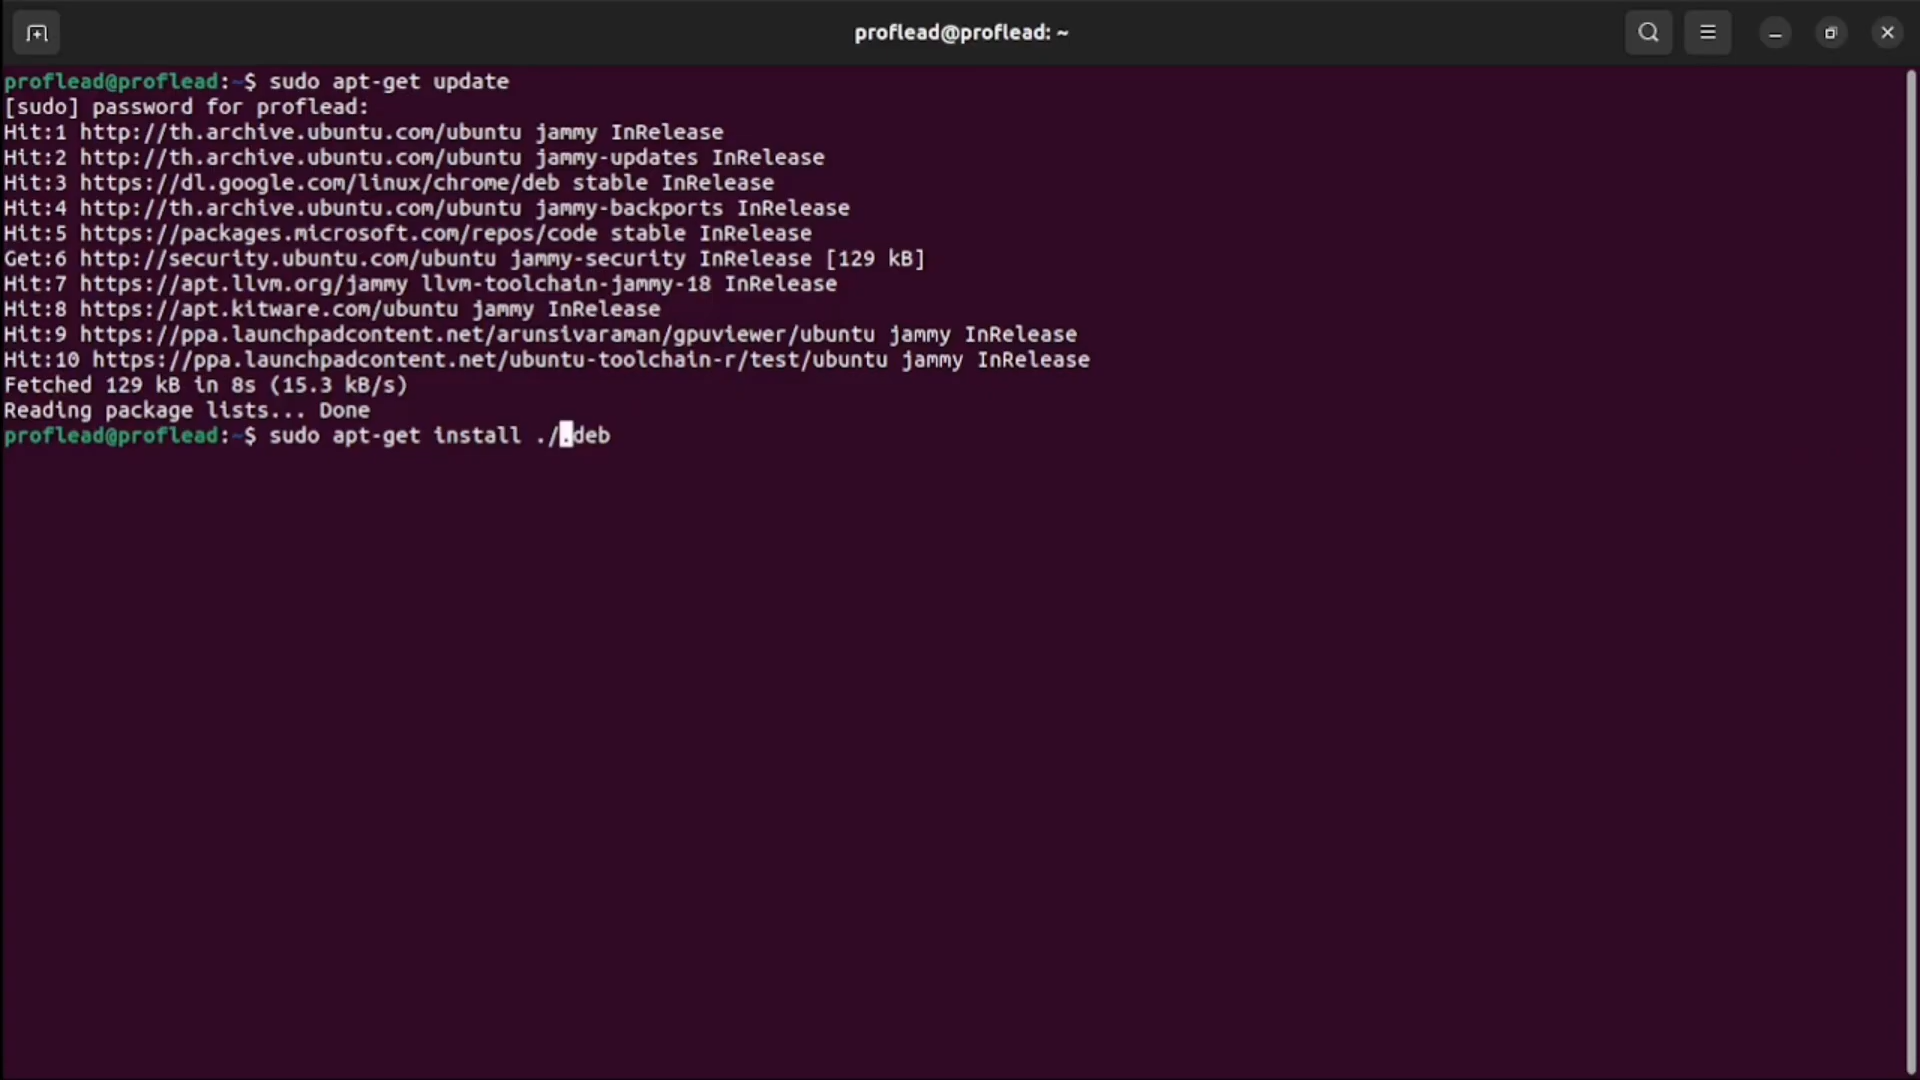 proflead@proflead: ~
proflead@proflead:~$ sudo apt-get update
[sudo] password for proflead:
Hit:1 http://th.archive.ubuntu.com/ubuntu jammy InRelease
Hit:2 http://th.archive.ubuntu.com/ubuntu jammy-updates InRelease
Hit:3 https://dl.google.com/linux/chrome/deb stable InRelease
Hit:4 http://th.archive.ubuntu.com/ubuntu jammy-backports InRelease
Hit:5 https://packages.microsoft.com/repos/code stable InRelease
Get:6 http://security.ubuntu.com/ubuntu jammy-security InRelease [129 kB]
Hit:7 https://apt.llvm.org/jammy llvm-toolchain-jammy-18 InRelease
Hit:8 https://apt.kitware.com/ubuntu jammy InRelease
Hit:9 https://ppa.launchpadcontent.net/arunsivaraman/gpuviewer/ubuntu jammy InRelease
Hit:10 https://ppa.launchpadcontent.net/ubuntu-toolchain-r/test/ubuntu jammy InRelease
Fetched 129 kB in 8s (15.3 kB/s)
Reading package lists... Done
proflead@proflead:~$ sudo apt-get install ./.deb